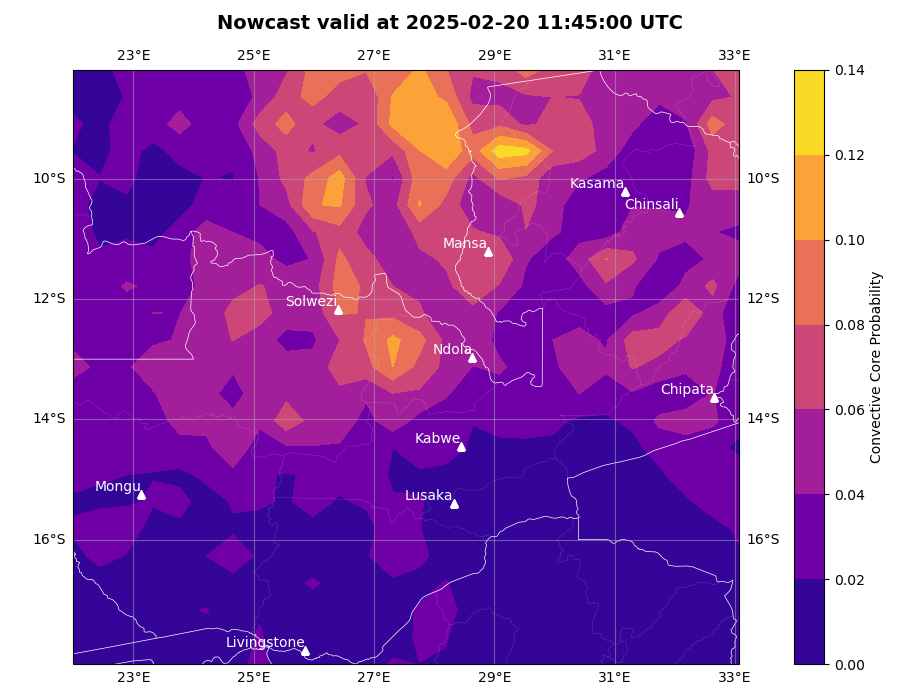 Nowcast valid at 2025-02-20 11:45:00 UTC
23°E 25°E 27°E 29°E 31°E 33°E
0.14
0.12
10°S Kasama 10°S
Chinsali
0.10
Mansa
12°S Solwezi 12°S
0.08
Ndola
Chipata
0.06
14°S 14°S
Kabwe
Mongu Lusaka
0.04
16°S 16°S
0.02
Livingstone
0.00
23°E 25°E 27°E 29°E 31°E 33°E
Convective Core Probability